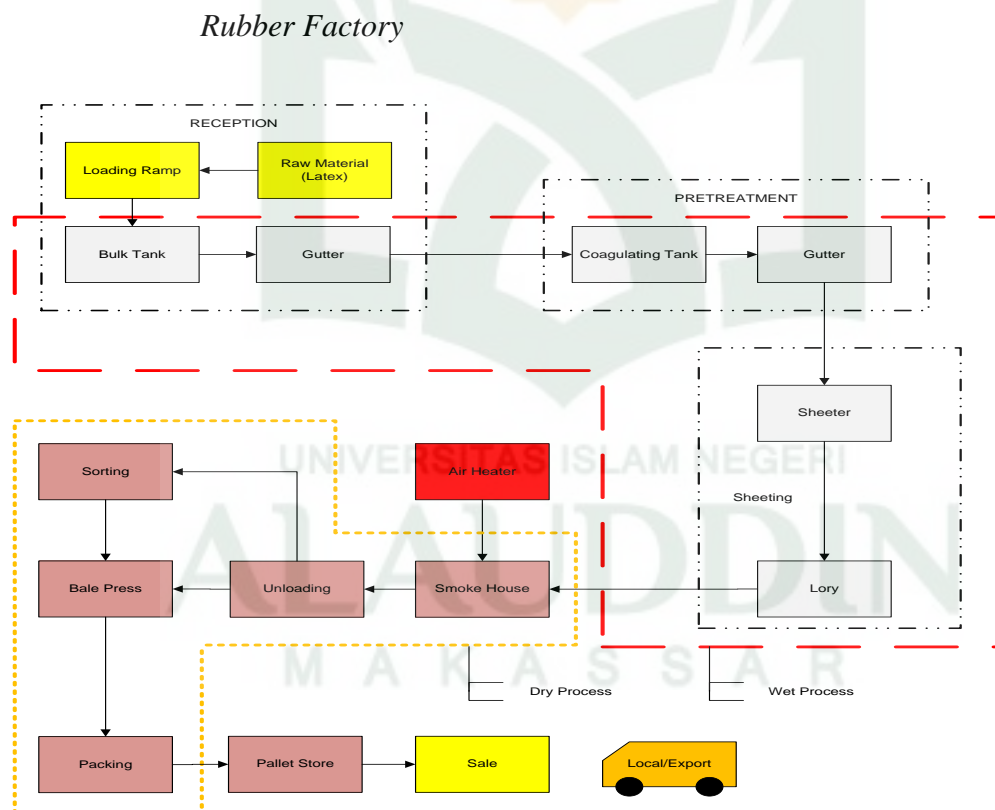 Rubber Factory
RECEPTION
Loading Ramp
Raw Material
(Latex)
PRETREATMENT
Bulk Tank
Gutter
Coagulating Tank
Gutter
Sheeter
UNIVERSITAS ISLAM NEGERI
Sorting
Air Heater
Sheeting
ALAUDDIN
Bale Press
Unloading
Smoke House
Lory
MAKASSAR
Dry Process
Wet Process
Packing
Pallet Store
Sale
Local/Export